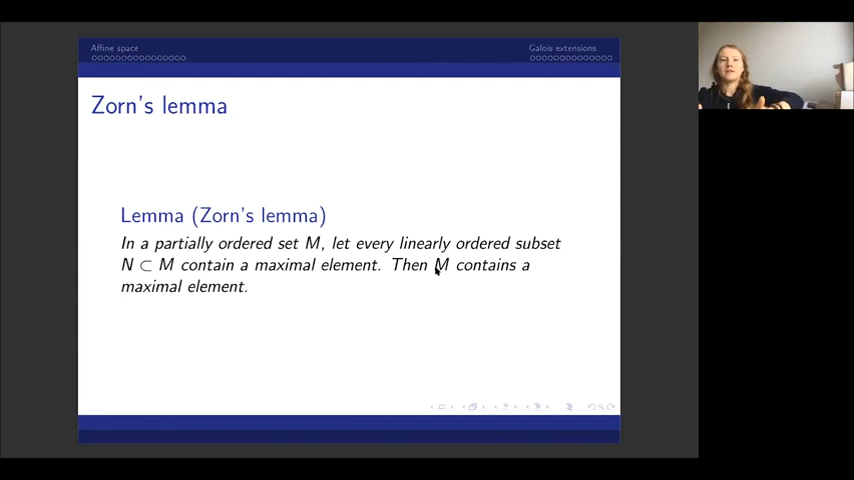 Affine space
Galois extensions
Zorn's lemma
Lemma (Zorn's lemma)
In a partially ordered set M, let every linearly ordered subset
N ⊂ M contain a maximal element. Then M contains a
maximal element.